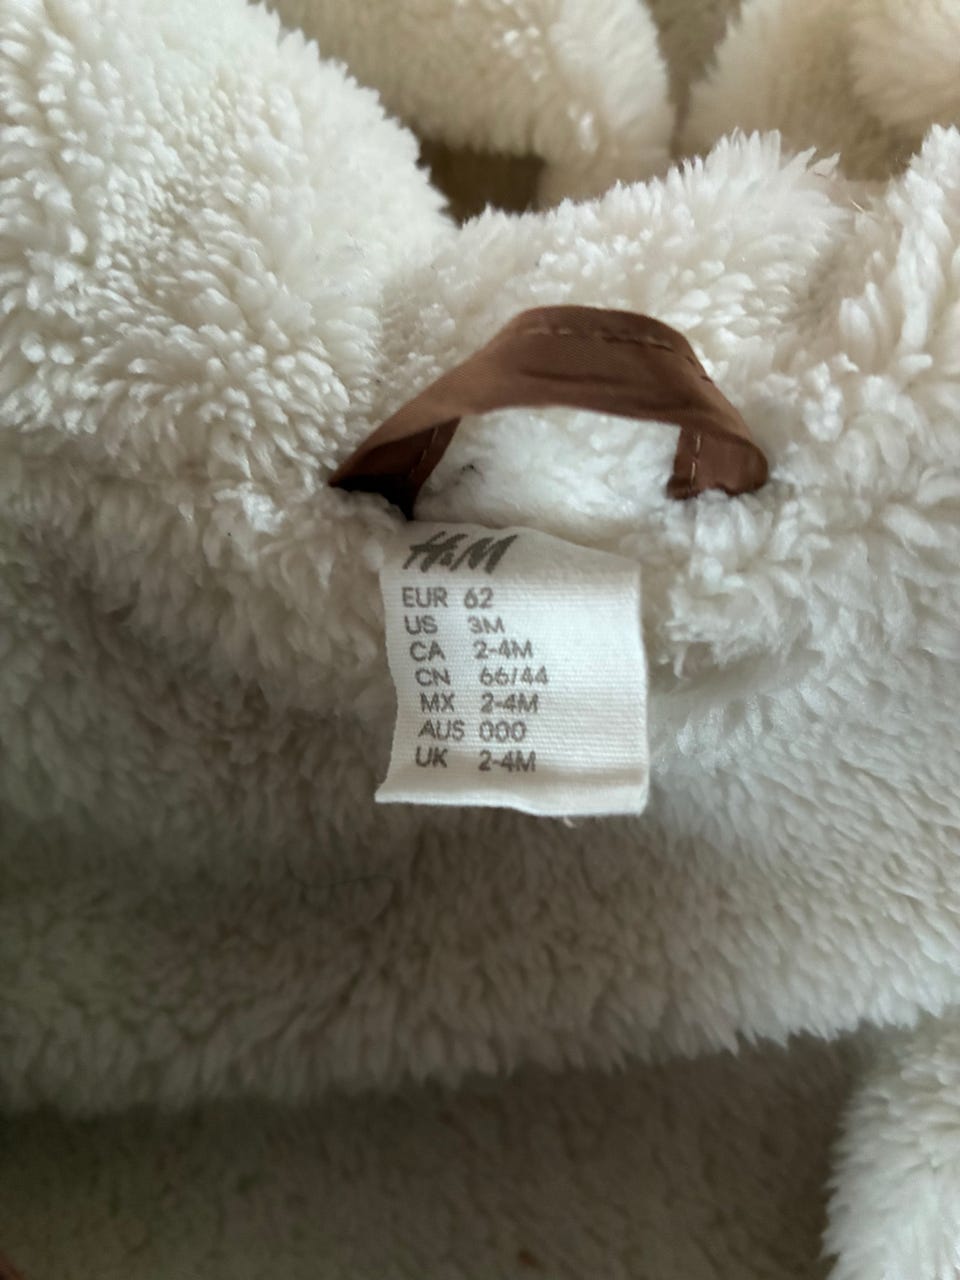 H&M
EUR 62
US 3M
CA 2-4M
CN 66/44
MX 2-4M
AUS 000
UK 2-4M